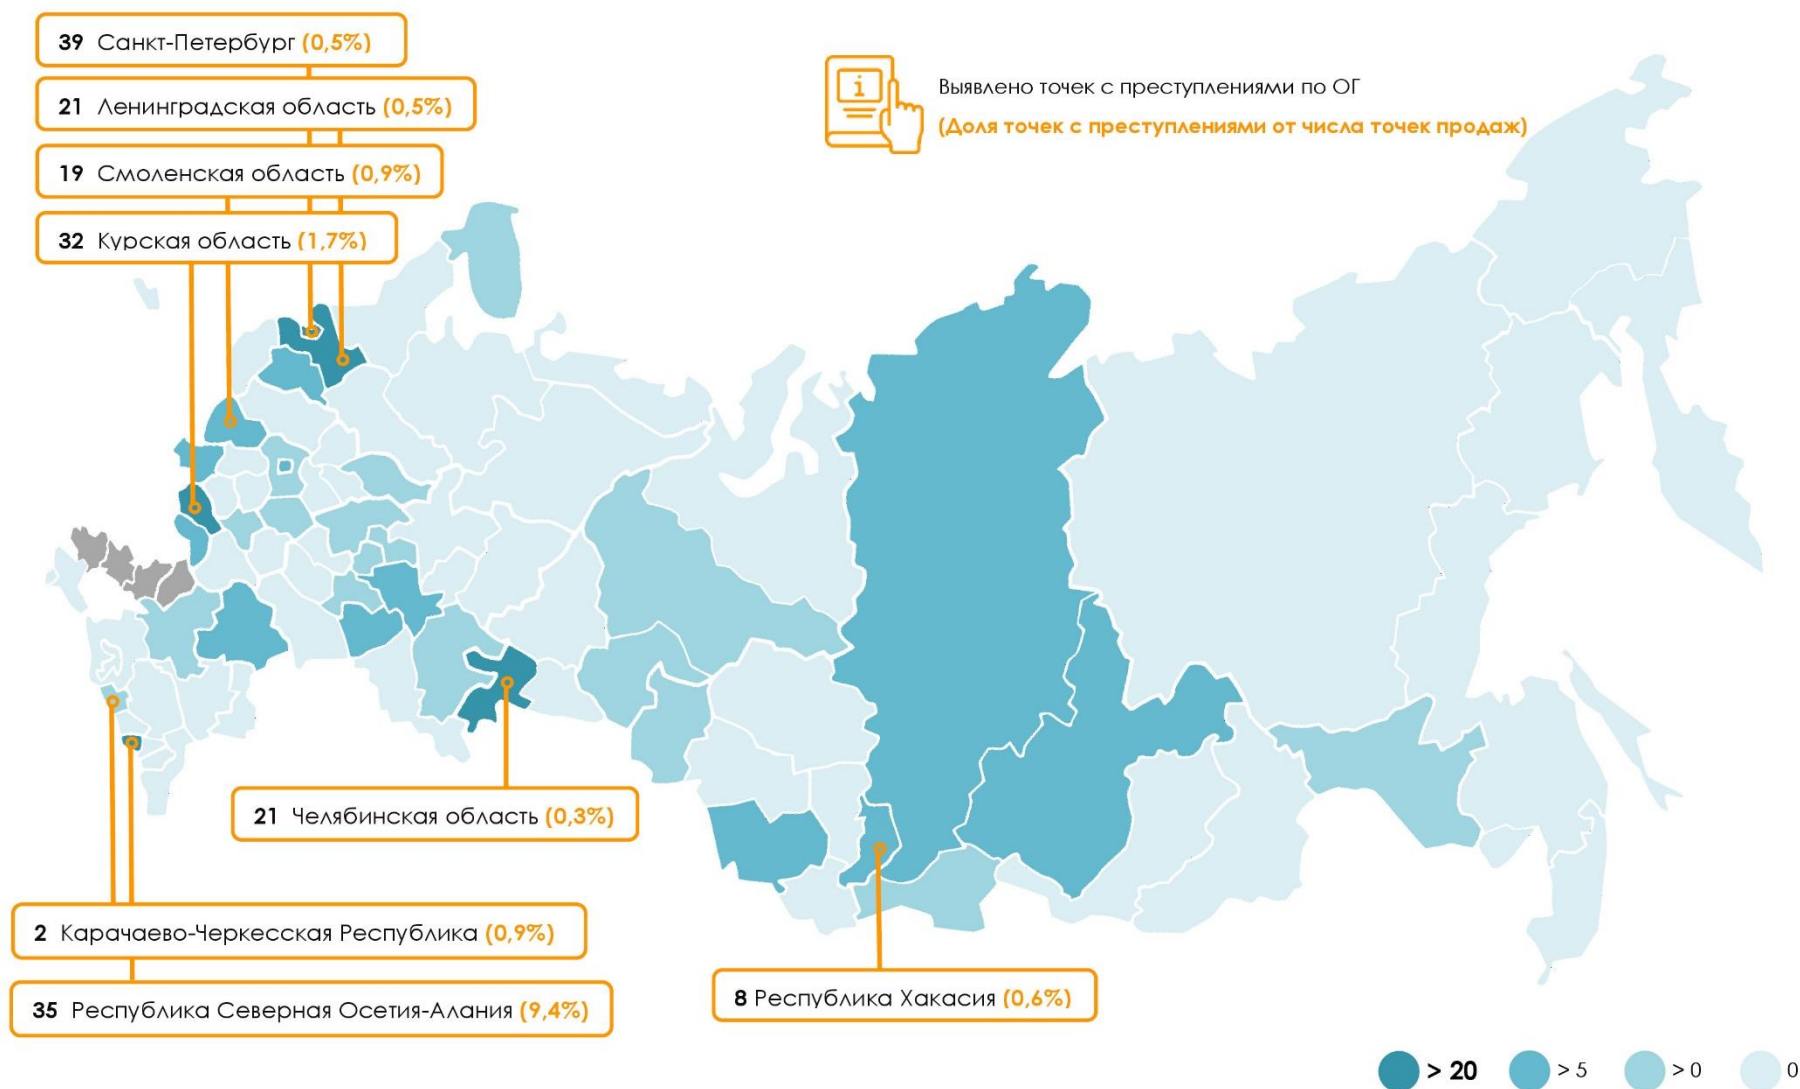 39 Санкт-Петербург (0,5%)
21 Ленинградская область (0,5%)
19 Смоленская область (0,9%)
32 Курская область (1,7%)
i
Выявлено точек с преступлениями по ОГ
(Доля точек с преступлениями от числа точек продаж)
21 Челябинская область (0,3%)
2 Карачаево-Черкесская Республика (0,9%)
35 Республика Северная Осетия-Алания (9,4%)
8 Республика Хакасия (0,6%)
> 20 > 5 > 0 0